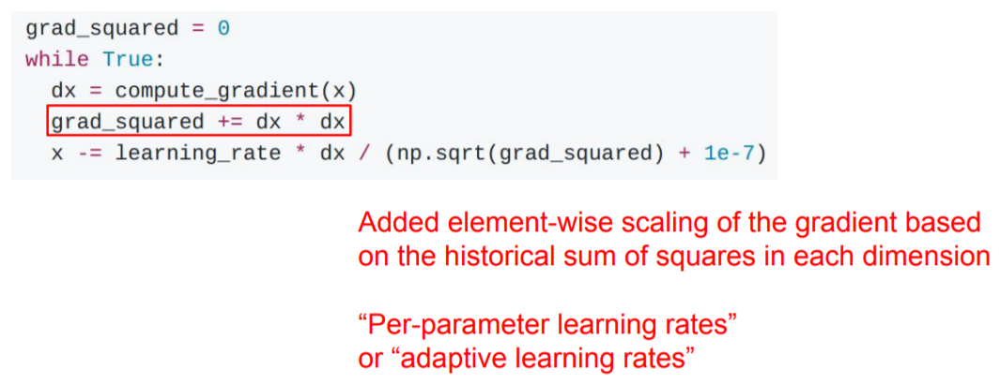 grad_squared = 0
while True:
  dx = compute_gradient(x)
  grad_squared += dx * dx
  x -= learning_rate * dx / (np.sqrt(grad_squared) + 1e-7)
Added element-wise scaling of the gradient based
on the historical sum of squares in each dimension
“Per-parameter learning rates”
or “adaptive learning rates”